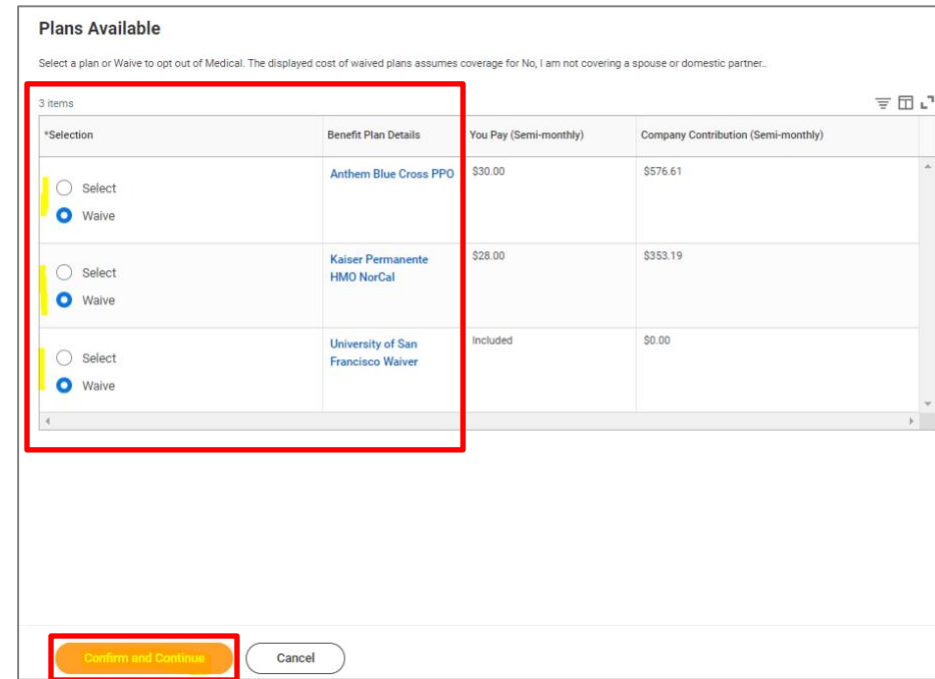 Plans Available
Select a plan or Waive to opt out of Medical. The displayed cost of waived plans assumes coverage for No, I am not covering a spouse or domestic partner..
3 items
*Selection Benefit Plan Details You Pay (Semi-monthly) Company Contribution (Semi-monthly)
Anthem Blue Cross PPO $30.00 $576.61
Select
Waive
Kaiser Permanente $28.00 $353.19
Select HMO NorCal
Waive
University of San Included $0.00
Select Francisco Waiver
Waive
Confirm and Continue Cancel